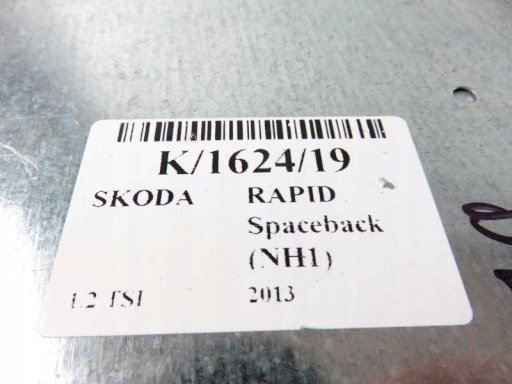 K/1624/19
SKODA RAPID
Spaceback
(NH1)
1.2 TSI 2013